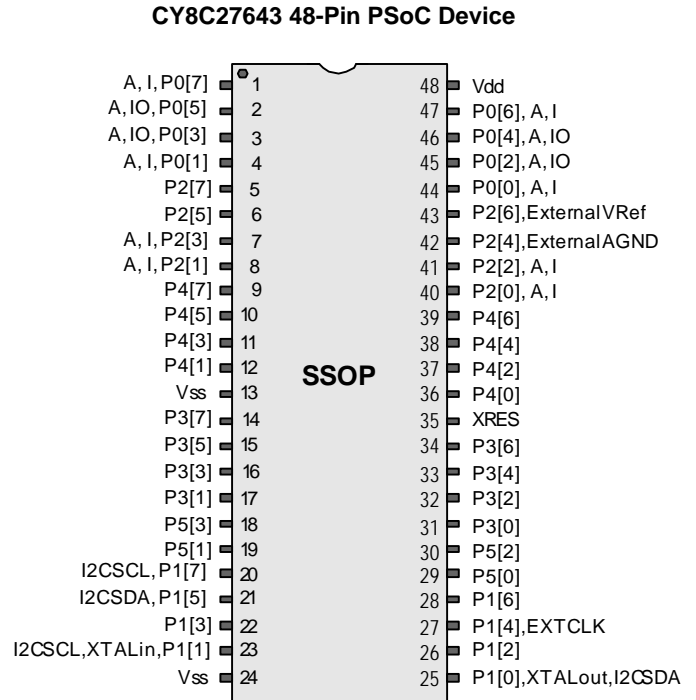 CY8C27643 48-Pin PSoC Device
A, I, P0[7] 1 48 Vdd
A, IO, P0[5] 2 47 P0[6], A, I
A, IO, P0[3] 3 46 P0[4], A, IO
A, I, P0[1] 4 45 P0[2], A, IO
P2[7] 5 44 P0[0], A, I
P2[5] 6 43 P2[6], External VRef
A, I, P2[3] 7 42 P2[4], External AGND
A, I, P2[1] 8 41 P2[2], A, I
P4[7] 9 40 P2[0], A, I
P4[5] 10 39 P4[6]
P4[3] 11 38 P4[4]
P4[1] 12 37 P4[2]
SSOP
Vss 13 36 P4[0]
P3[7] 14 35 XRES
P3[5] 15 34 P3[6]
P3[3] 16 33 P3[4]
P3[1] 17 32 P3[2]
P5[3] 18 31 P3[0]
P5[1] 19 30 P5[2]
I2CSCL, P1[7] 20 29 P5[0]
I2CSDA, P1[5] 21 28 P1[6]
P1[3] 22 27 P1[4], EXTCLK
I2CSCL, XTALin, P1[1] 23 26 P1[2]
Vss 24 25 P1[0], XTALout, I2CSDA